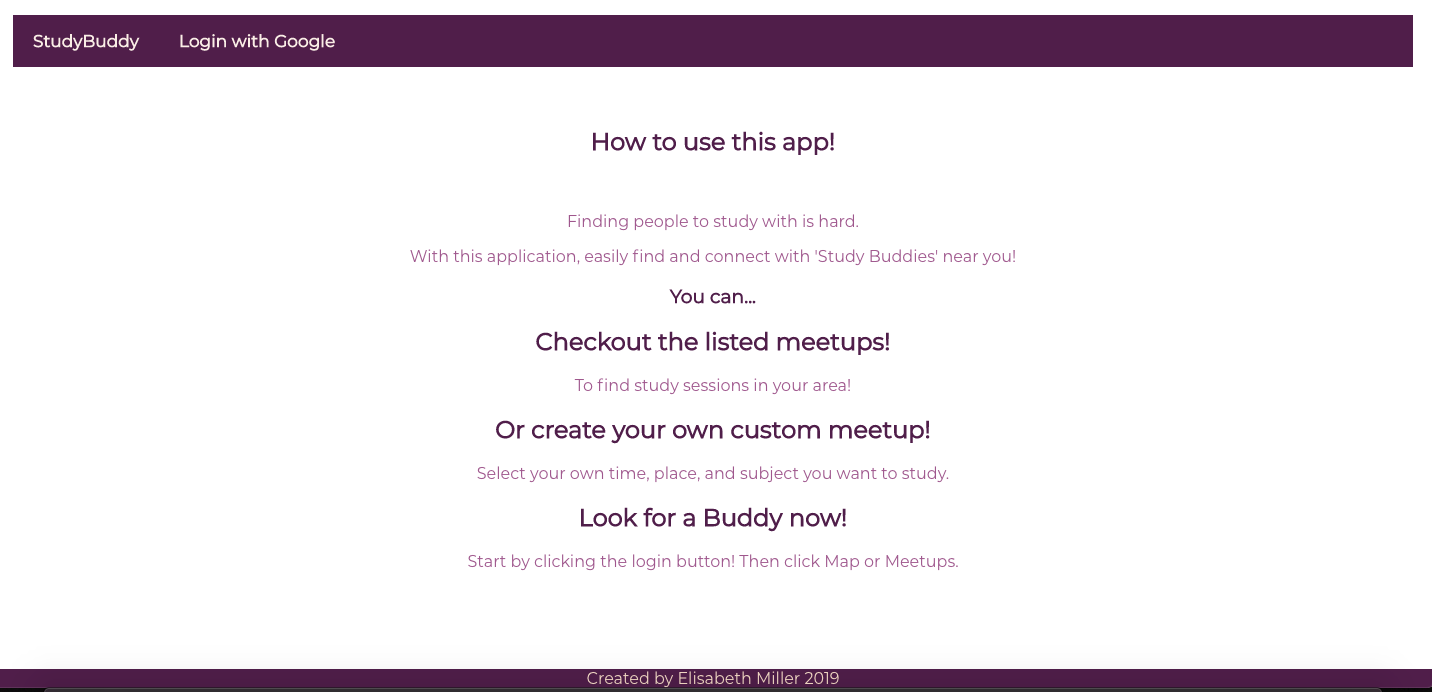 StudyBuddy Login with Google
How to use this app!
Finding people to study with is hard.
With this application, easily find and connect with 'Study Buddies' near you!
You can...
Checkout the listed meetups!
To find study sessions in your area!
Or create your own custom meetup!
Select your own time, place, and subject you want to study.
Look for a Buddy now!
Start by clicking the login button! Then click Map or Meetups.
Created by Elisabeth Miller 2019